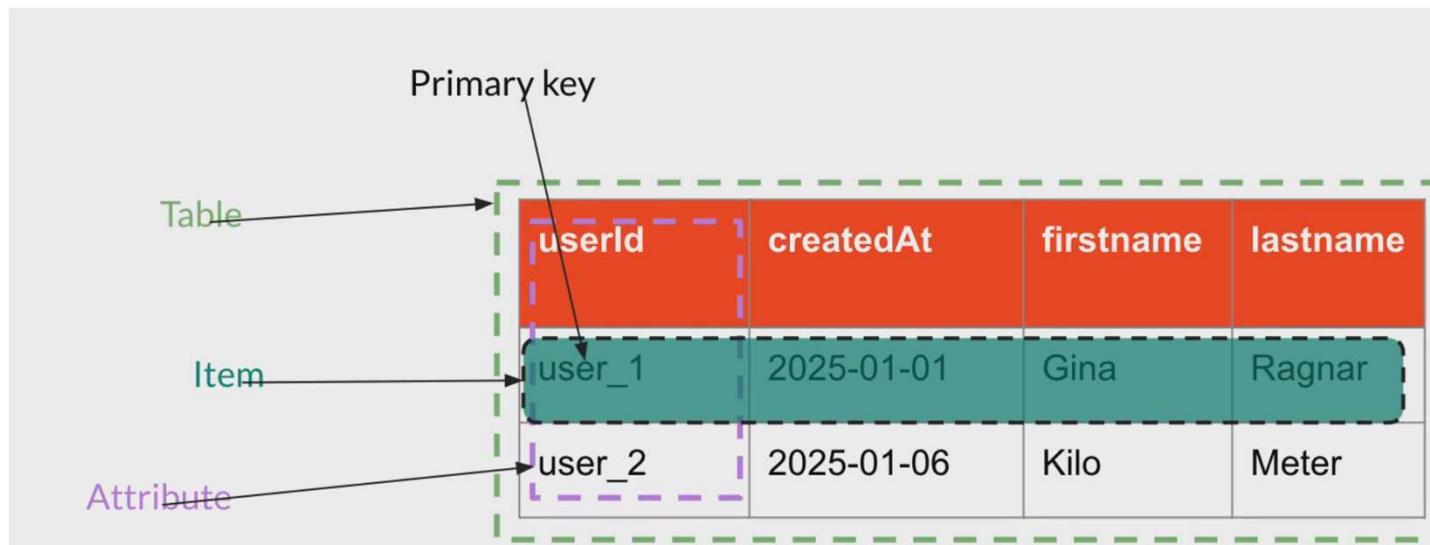 Primary key
Table
userId createdAt firstname lastname
Item
user_1 2025-01-01 Gina Ragnar
user_2 2025-01-06 Kilo Meter
Attribute